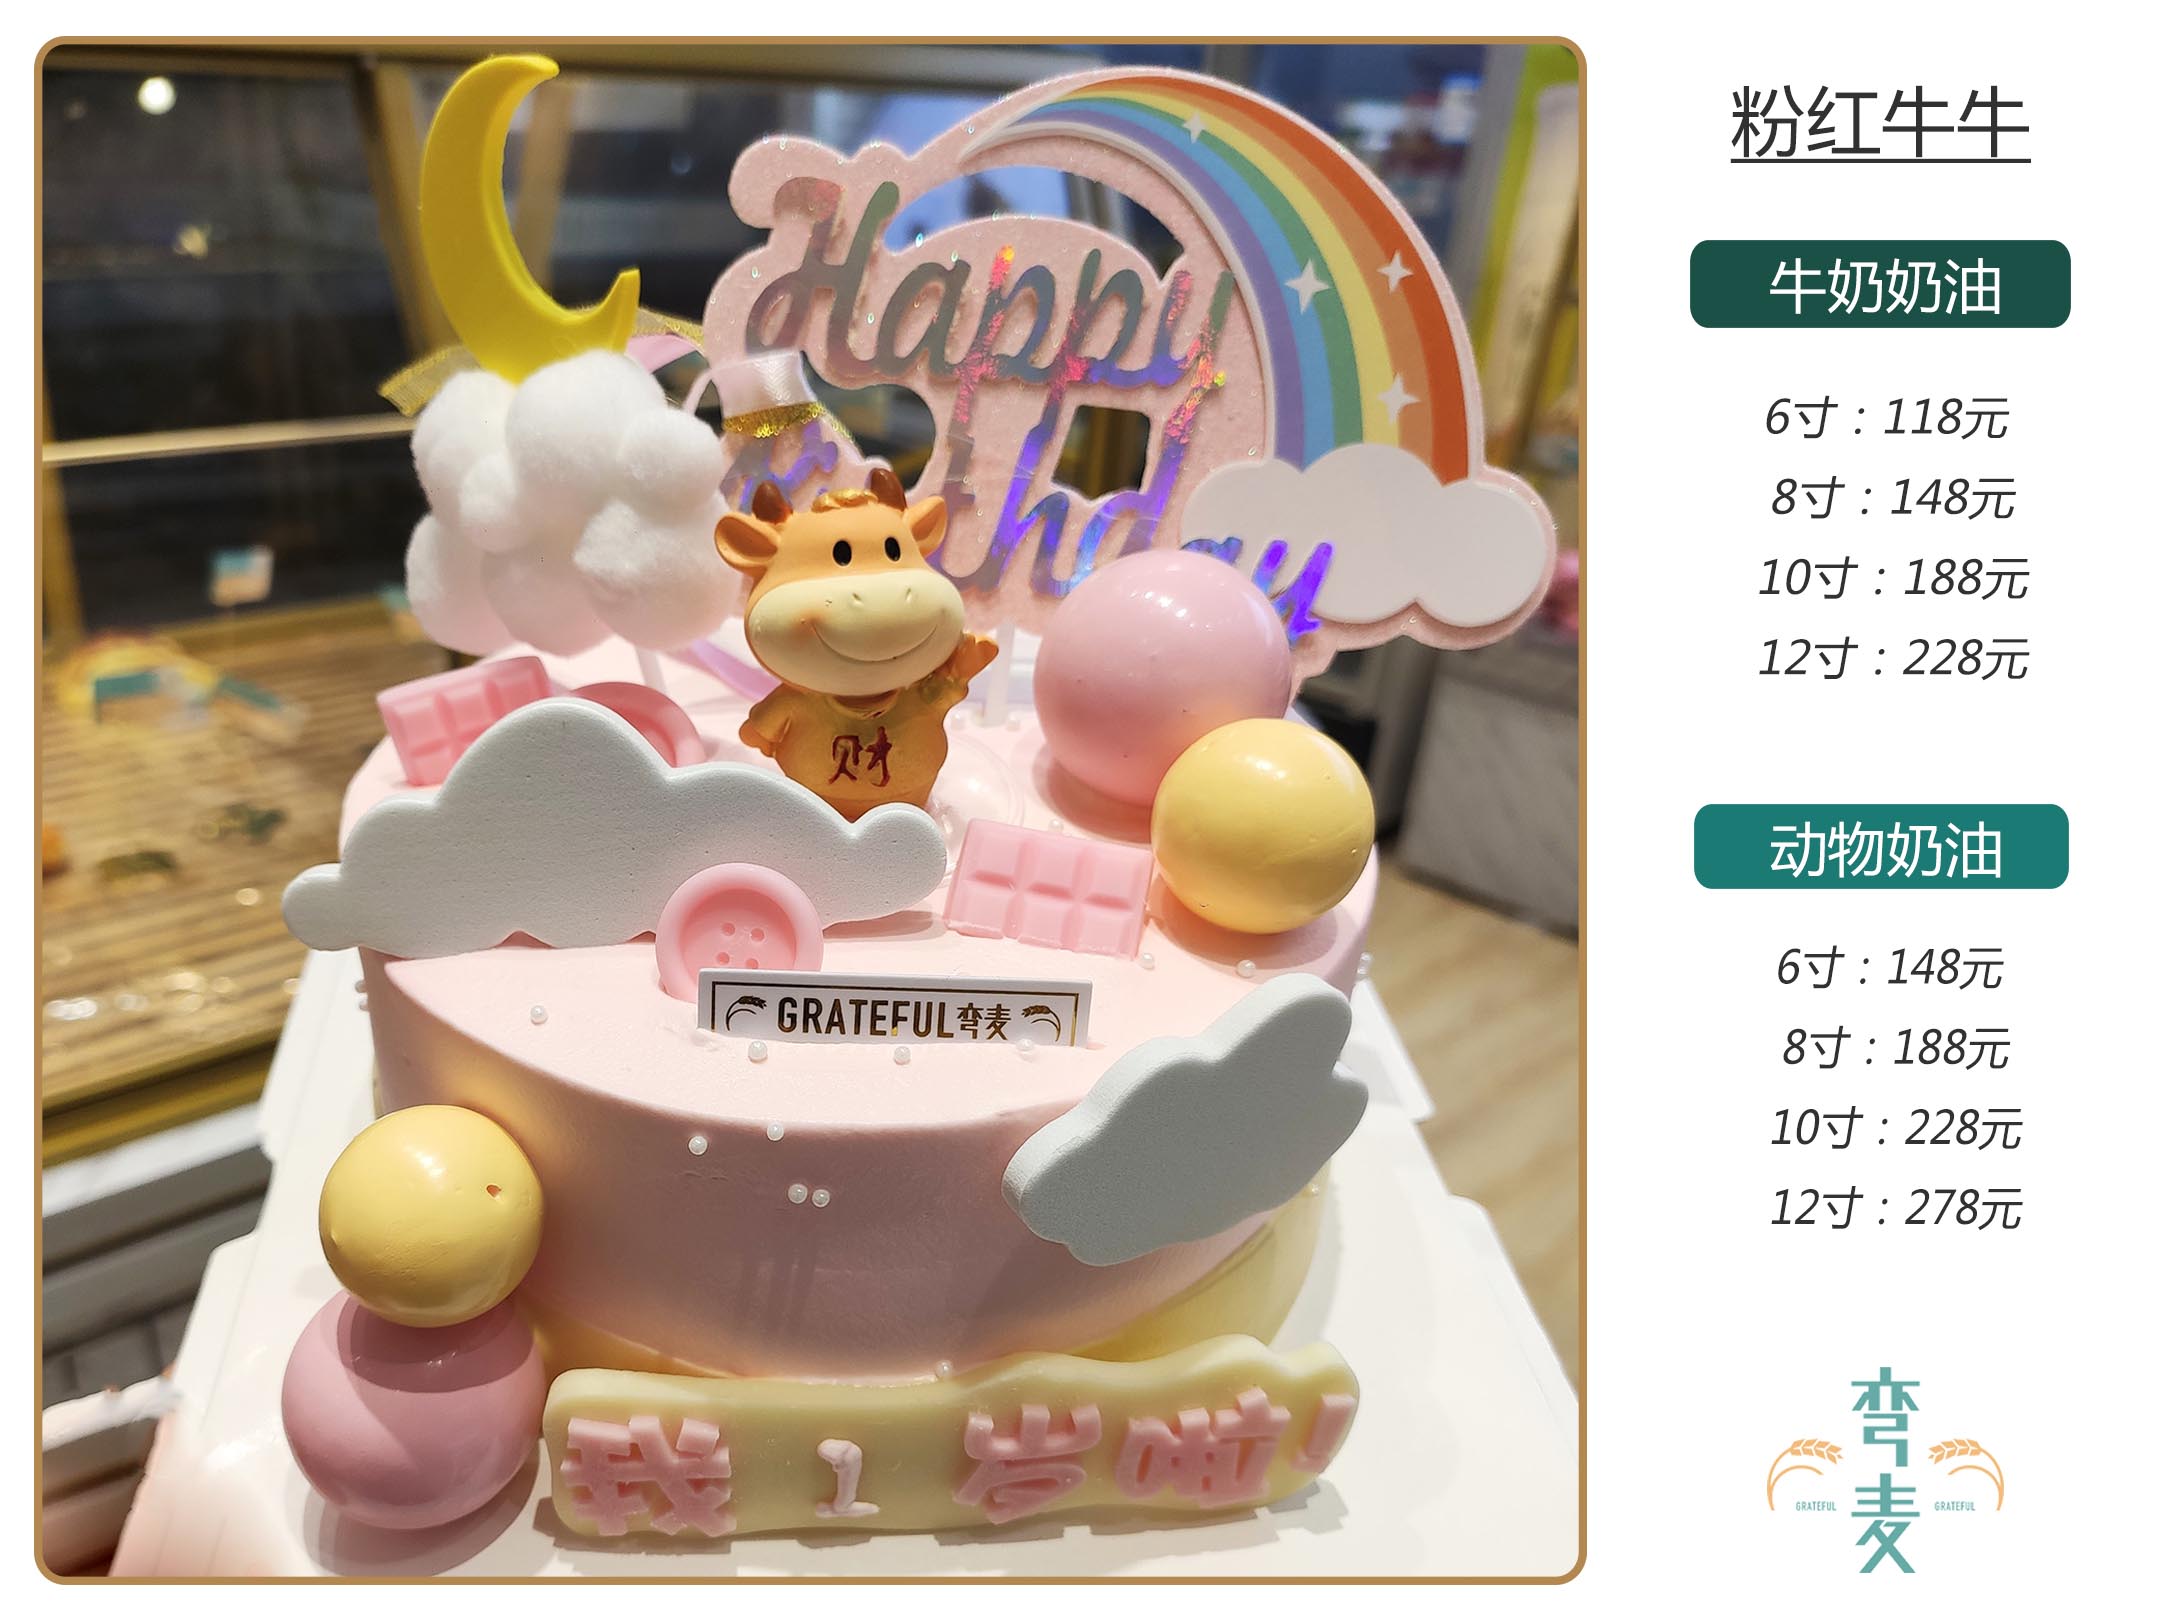 Happy
Birthday
财
GRATEFUL弯麦
我1岁啦!
粉红牛牛
牛奶奶油
6寸：118元
8寸：148元
10寸：188元
12寸：228元
动物奶油
6寸：148元
8寸：188元
10寸：228元
12寸：278元
弯麦
GRATEFUL GRATEFUL